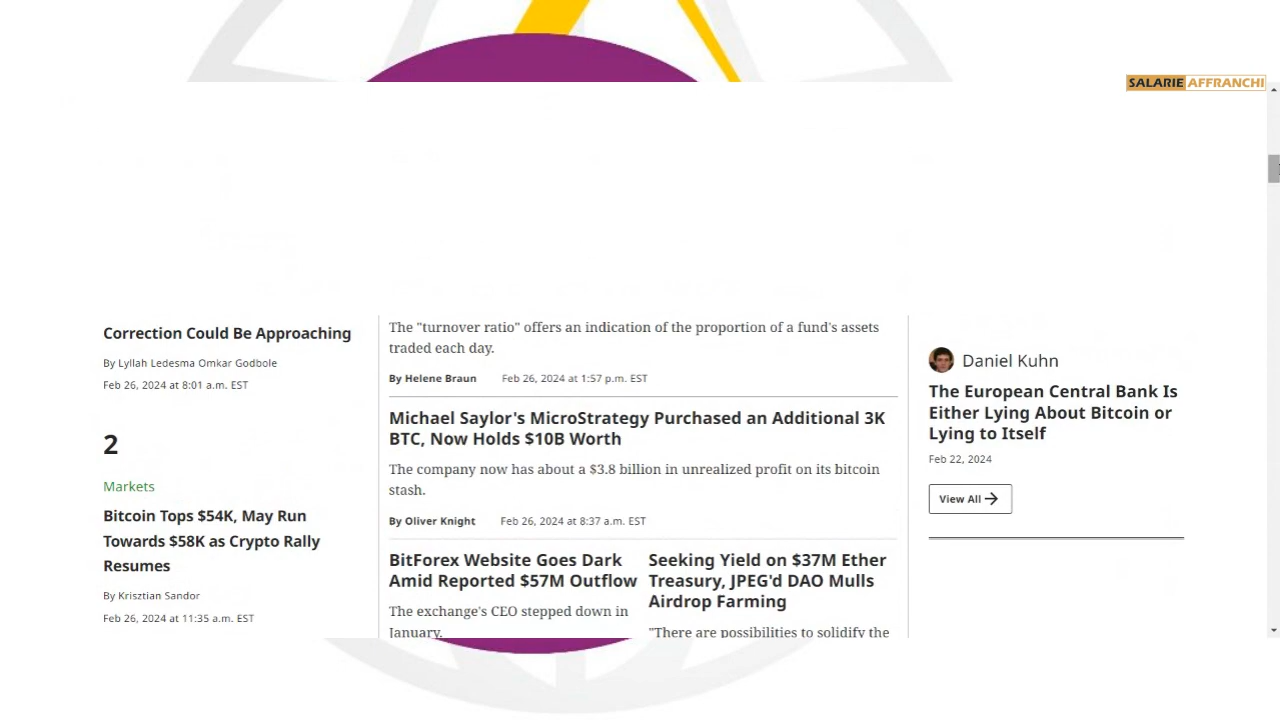 SALARIE AFFRANCHI
Correction Could Be Approaching
By Lyllah Ledesma Omkar Godbole
Feb 26, 2024 at 8:01 a.m. EST
2
Markets
Bitcoin Tops $54K, May Run
Towards $58K as Crypto Rally
Resumes
By Krisztian Sandor
Feb 26, 2024 at 11:35 a.m. EST
The "turnover ratio" offers an indication of the proportion of a fund's assets
traded each day.
By Helene Braun Feb 26, 2024 at 1:57 p.m. EST
Michael Saylor's MicroStrategy Purchased an Additional 3K
BTC, Now Holds $10B Worth
The company now has about a $3.8 billion in unrealized profit on its bitcoin
stash.
By Oliver Knight Feb 26, 2024 at 8:37 a.m. EST
BitForex Website Goes Dark
Amid Reported $57M Outflow
The exchange's CEO stepped down in
January.
Seeking Yield on $37M Ether
Treasury, JPEG'd DAO Mulls
Airdrop Farming
"There are possibilities to solidify the
Daniel Kuhn
The European Central Bank Is
Either Lying About Bitcoin or
Lying to Itself
Feb 22, 2024
View All